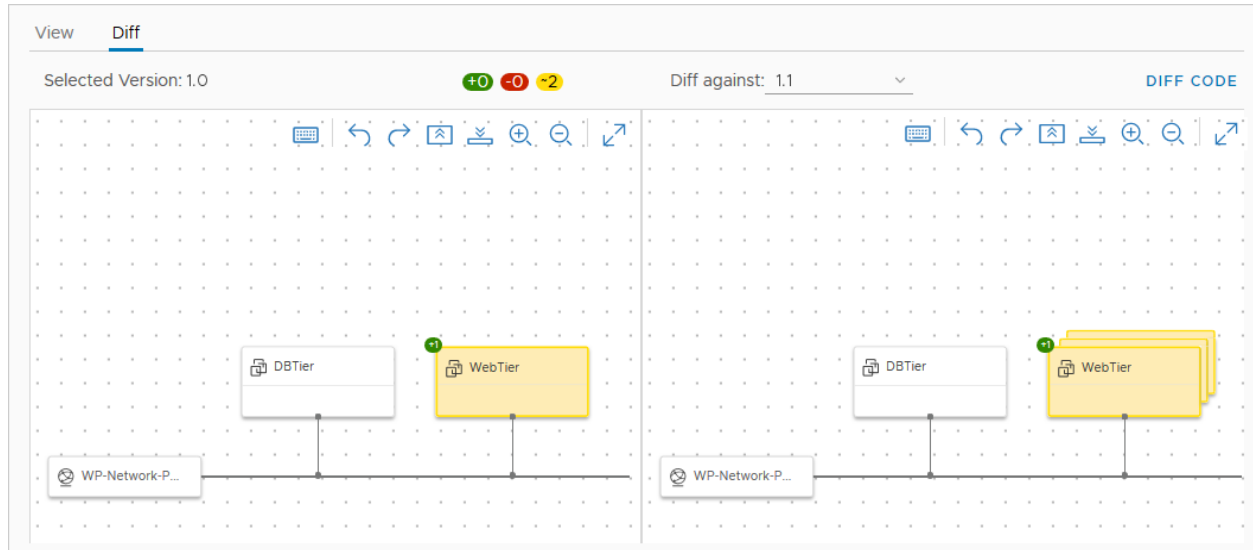 View Diff
Selected Version: 1.0 +0 -0 ~2 Diff against: 1.1 DIFF CODE
+1 +1
DBTier WebTier DBTier WebTier
WP-Network-P... WP-Network-P...